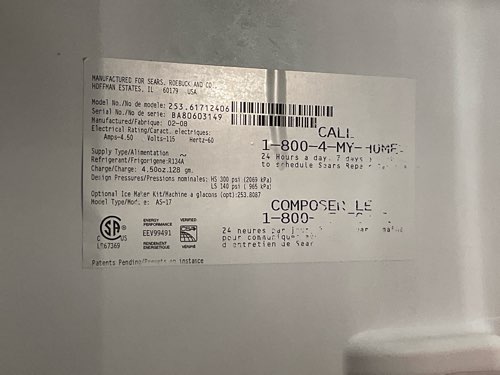 MANUFACTURED FOR SEARS, ROEBUCK AND CO.
HOFFMAN ESTATES, IL 60179 USA
Model No./No de modele: 253.61712406
Serial No./No de serie: BA80603149
Manufactured/Fabrique: 02-08
Electrical Rating/Caract. electriques:
Amps-4.50 Volts-115 Hertz-60
CALL
1-800-4-MY-HOME
24 Hours a day, 7 days
to schedule Sears Repair
Supply Type/Alimentation ~
Refrigerant/Frigorigene:R134A
Charge/Charge: 4.50oz.128 gm.
Design Pressures/Pressions nominales: HS 300 psi (2069 kPa)
LS 140 psi ( 965 kPa)
Optional Ice Maker Kit/Machine a glacons (opt):253.8087
Model Type/Modele: AS-17
COMPOSER LE
1-800-
24 heures par jour,
pour communiquer
d entretien de Sear
CSA
C US
LR67369
ENERGY PERFORMANCE
EEV99491
RENDEMENT ENERGETIQUE
VERIFIED
Patents Pending/Brevets en instance